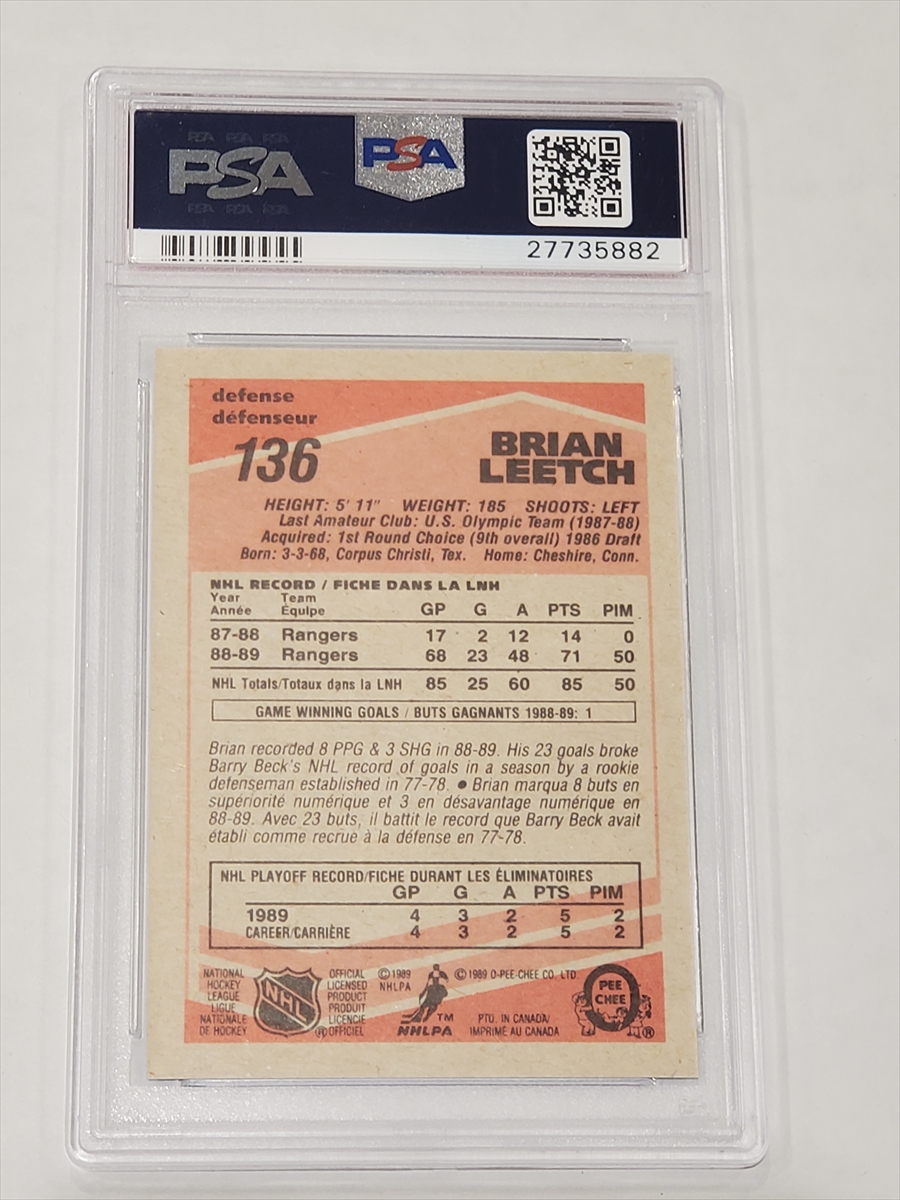 PSA PSA PSA
PSA
PSA PSA PSA
PSA
27735882
defense
défenseur
136
BRIAN
LEETCH
HEIGHT: 5' 11" WEIGHT: 185 SHOOTS: LEFT
Last Amateur Club: U.S. Olympic Team (1987-88)
Acquired: 1st Round Choice (9th overall) 1986 Draft
Born: 3-3-68, Corpus Christi, Tex. Home: Cheshire, Conn.
NHL RECORD / FICHE DANS LA LNH
Year Team
Année Équipe GP G A PTS PIM
87-88 Rangers 17 2 12 14 0
88-89 Rangers 68 23 48 71 50
NHL Totals/Totaux dans la LNH 85 25 60 85 50
GAME WINNING GOALS / BUTS GAGNANTS 1988-89: 1
Brian recorded 8 PPG & 3 SHG in 88-89. His 23 goals broke
Barry Beck's NHL record of goals in a season by a rookie
defenseman established in 77-78. ● Brian marqua 8 buts en
supériorité numérique et 3 en désavantage numérique en
88-89. Avec 23 buts, il battit le record que Barry Beck avait
établi comme recrue à la défense en 77-78.
NHL PLAYOFF RECORD/FICHE DURANT LES ÉLIMINATOIRES
GP G A PTS PIM
1989 4 3 2 5 2
CAREER/CARRIÈRE 4 3 2 5 2
NATIONAL
HOCKEY
LEAGUE
LIGUE
NATIONALE
DE HOCKEY
NHL
®
OFFICIAL
LICENSED
PRODUCT
PRODUIT
LICENCIÉ
OFFICIEL
©1989
NHLPA
TM
NHLPA
©1989 O-PEE-CHEE CO. LTD.
PTD. IN CANADA/
IMPRIMÉ AU CANADA
O
PEE
CHEE
®